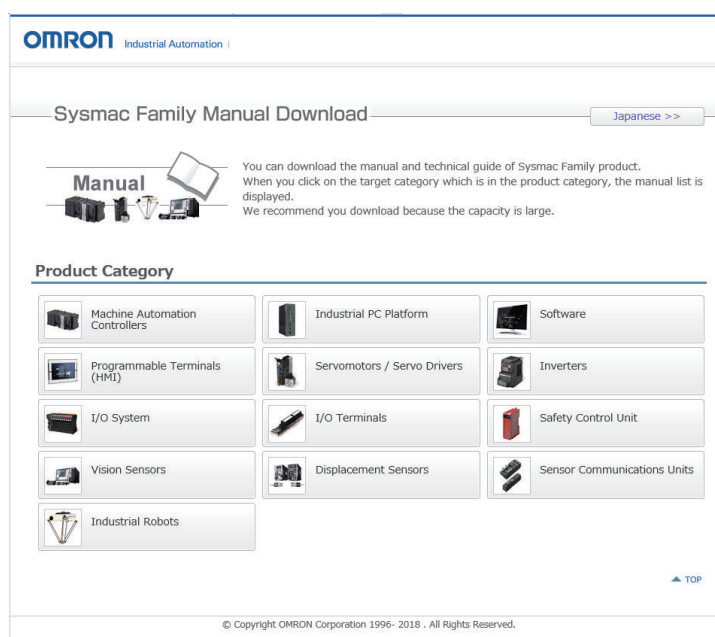 OMRON Industrial Automation |
Sysmac Family Manual Download
Japanese >>
Manual
You can download the manual and technical guide of Sysmac Family product.
When you click on the target category which is in the product category, the manual list is
displayed.
We recommend you download because the capacity is large.
Product Category
Machine Automation
Controllers
Industrial PC Platform
Software
Programmable Terminals
(HMI)
Servomotors / Servo Drivers
Inverters
I/O System
I/O Terminals
Safety Control Unit
Vision Sensors
Displacement Sensors
Sensor Communications Units
Industrial Robots
TOP
© Copyright OMRON Corporation 1996- 2018 . All Rights Reserved.